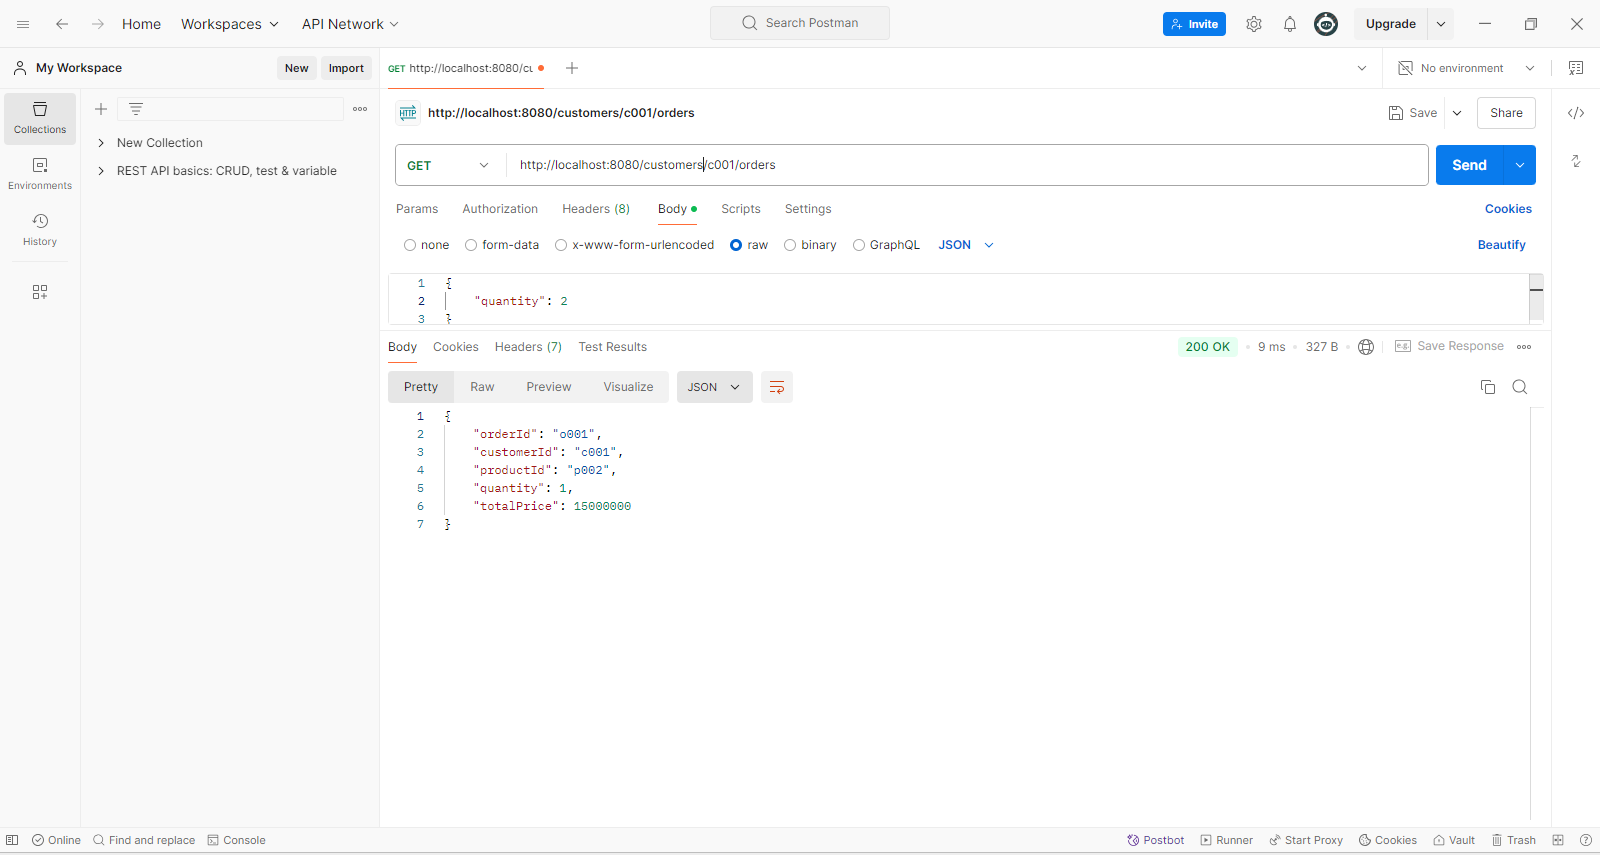 Home Workspaces API Network Search Postman Invite Upgrade
My Workspace New Import GET http://localhost:8080/cu No environment
Collections
Environments
History
New Collection
REST API basics: CRUD, test & variable
HTTP http://localhost:8080/customers/c001/orders Save Share
GET http://localhost:8080/customers/c001/orders Send
Params Authorization Headers (8) Body Scripts Settings Cookies
none form-data x-www-form-urlencoded raw binary GraphQL JSON Beautify
1 {
2 "quantity": 2
3 }
Body Cookies Headers (7) Test Results 200 OK 9 ms 327 B e.g. Save Response
Pretty Raw Preview Visualize JSON
1 {
2 "orderId": "o001",
3 "customerId": "c001",
4 "productId": "p002",
5 "quantity": 1,
6 "totalPrice": 15000000
7 }
Online Find and replace Console Postbot Runner Start Proxy Cookies Vault Trash